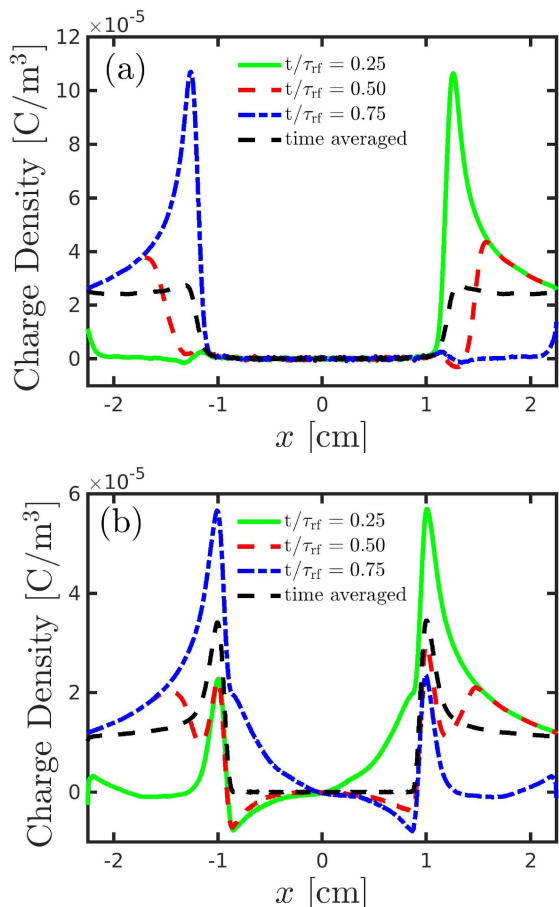 ×10⁻⁵
12
(a)
t/τrf = 0.25
t/τrf = 0.50
t/τrf = 0.75
time averaged
10
8
6
4
2
0
Charge Density [C/m³]
-2 -1 0 1 2
x [cm]
×10⁻⁵
6
(b)
t/τrf = 0.25
t/τrf = 0.50
t/τrf = 0.75
time averaged
4
2
0
Charge Density [C/m³]
-2 -1 0 1 2
x [cm]